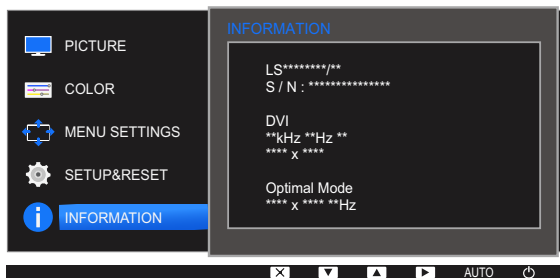 PICTURE
COLOR
MENU SETTINGS
SETUP&RESET
INFORMATION
INFORMATION
LS********/**
S / N : ***************
DVI
**kHz **Hz **
**** x ****
Optimal Mode
**** x **** **Hz
AUTO